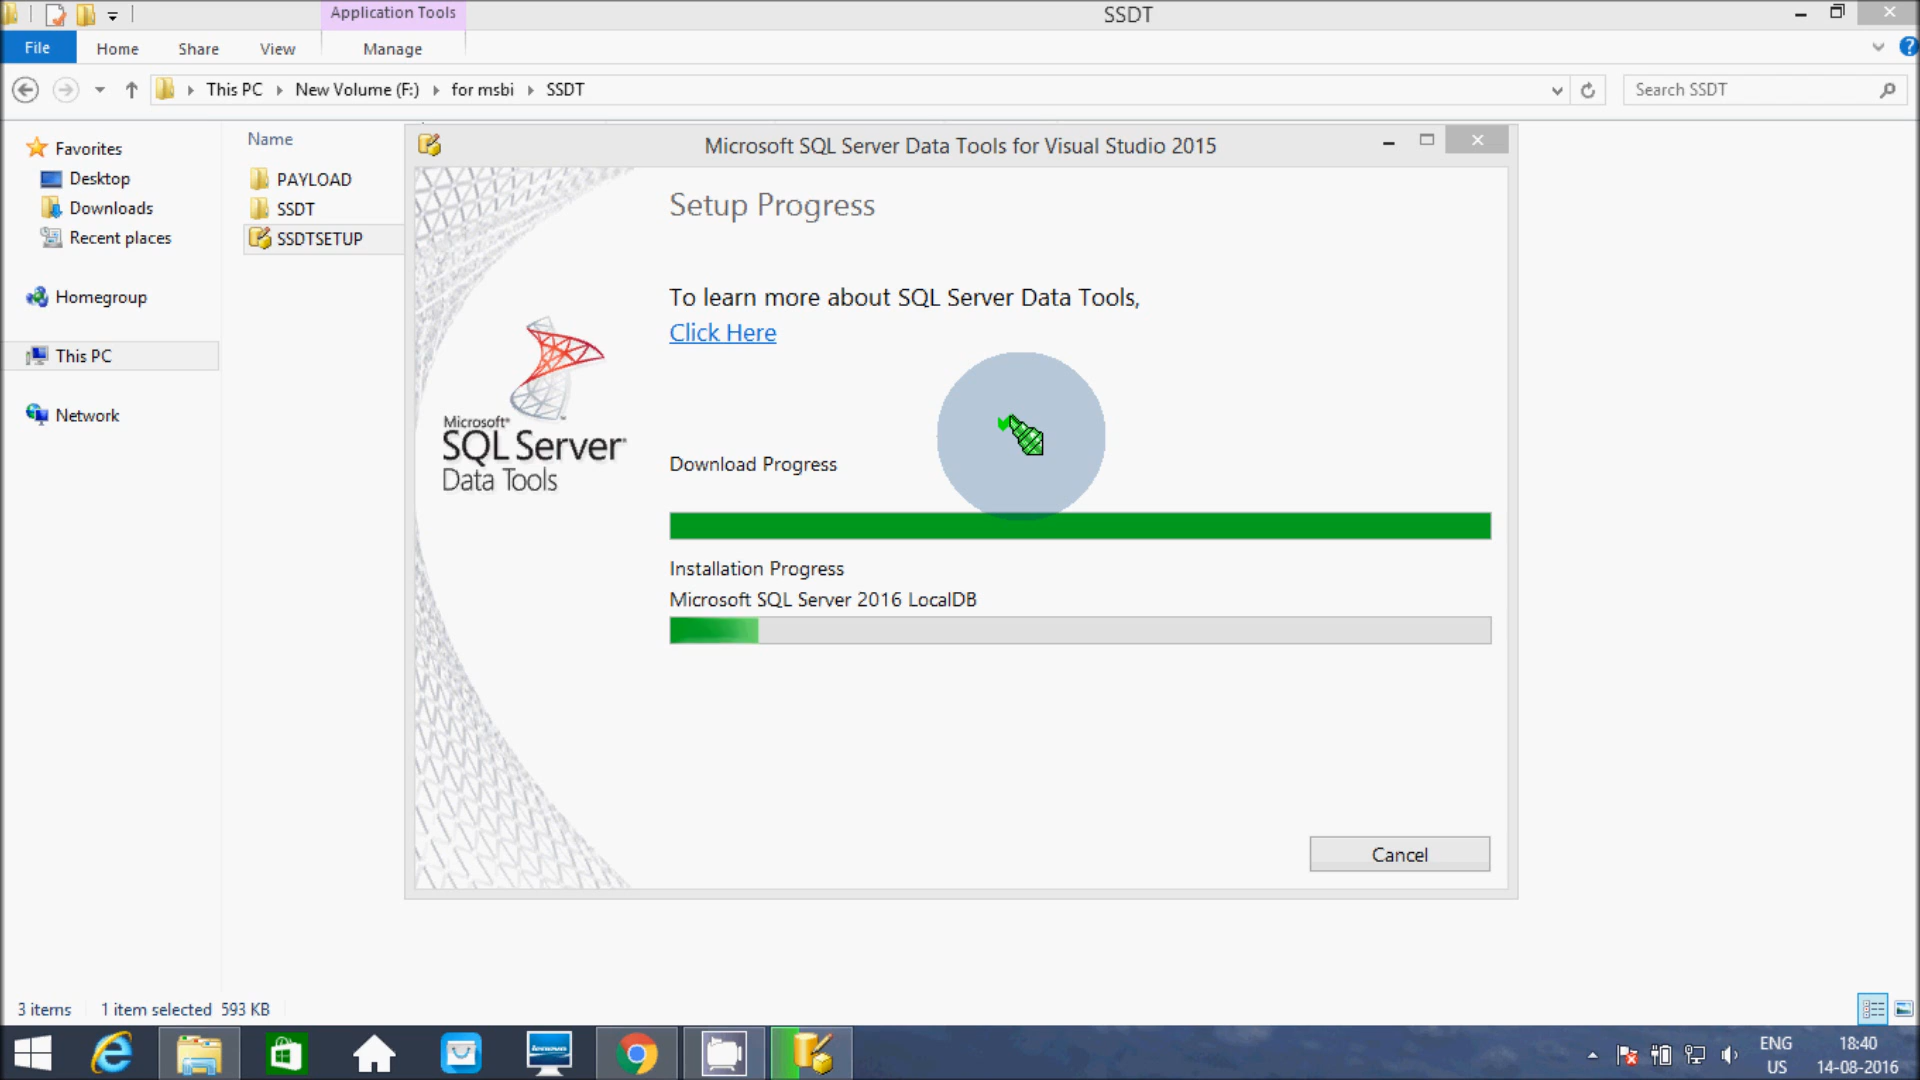 Application Tools
SSDT
File
Home
Share
View
Manage
This PC
New Volume (F:)
for msbi
SSDT
Search SSDT
Favorites
Desktop
Downloads
Recent places
Homegroup
This PC
Network
Name
PAYLOAD
SSDT
SSDTSETUP
Microsoft SQL Server Data Tools for Visual Studio 2015
Setup Progress
To learn more about SQL Server Data Tools,
Click Here
Microsoft®
SQL Server®
Data Tools
Download Progress
Installation Progress
Microsoft SQL Server 2016 LocalDB
Cancel
3 items
1 item selected 593 KB
ENG
US
18:40
14-08-2016